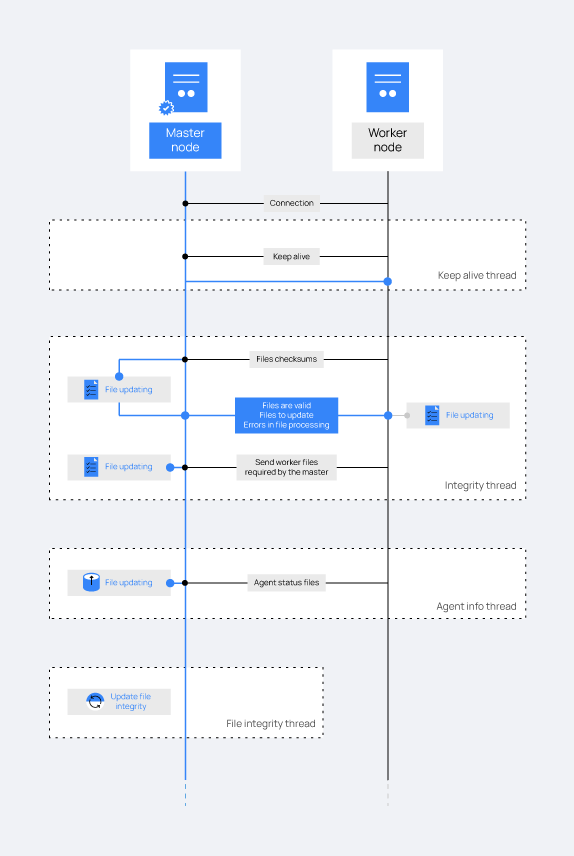 Master
node
Worker
node
Connection
Keep alive
Keep alive thread
Files checksums
File updating
Files are valid
Files to update
Errors in file processing
File updating
File updating
Send worker files
required by the master
Integrity thread
File updating
Agent status files
Agent info thread
Update file
integrity
File integrity thread